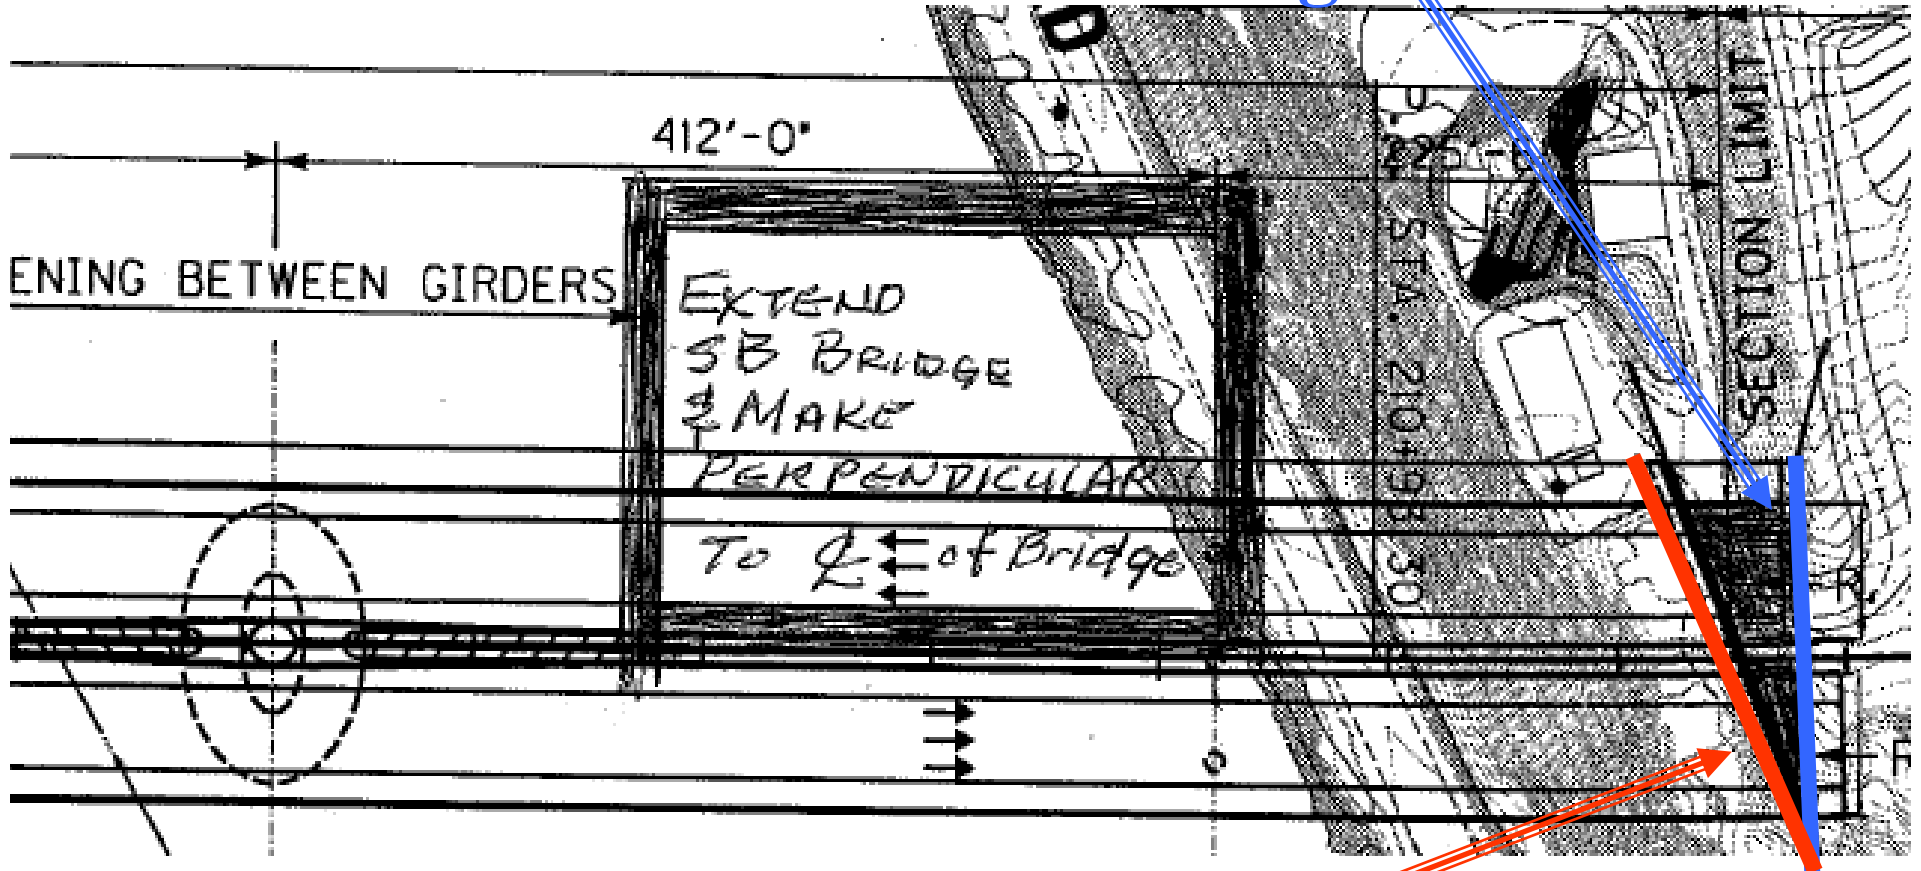 D
412'-0"
SECTION LIMIT
ENING BETWEEN GIRDERS
EXTEND
SB BRIDGE
& MAKE
PERPENDICULAR
To ℄ of Bridge
STA. 210+95.30
R
R